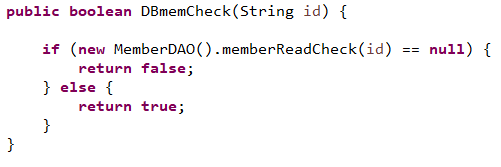 public boolean DBmemCheck(String id) {
if (new MemberDAO().memberReadCheck(id) == null) {
return false;
} else {
return true;
}
}